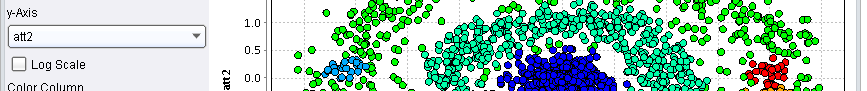 y-Axis
att2
Log Scale
Color Column
1.0
0.5
0.0
att2